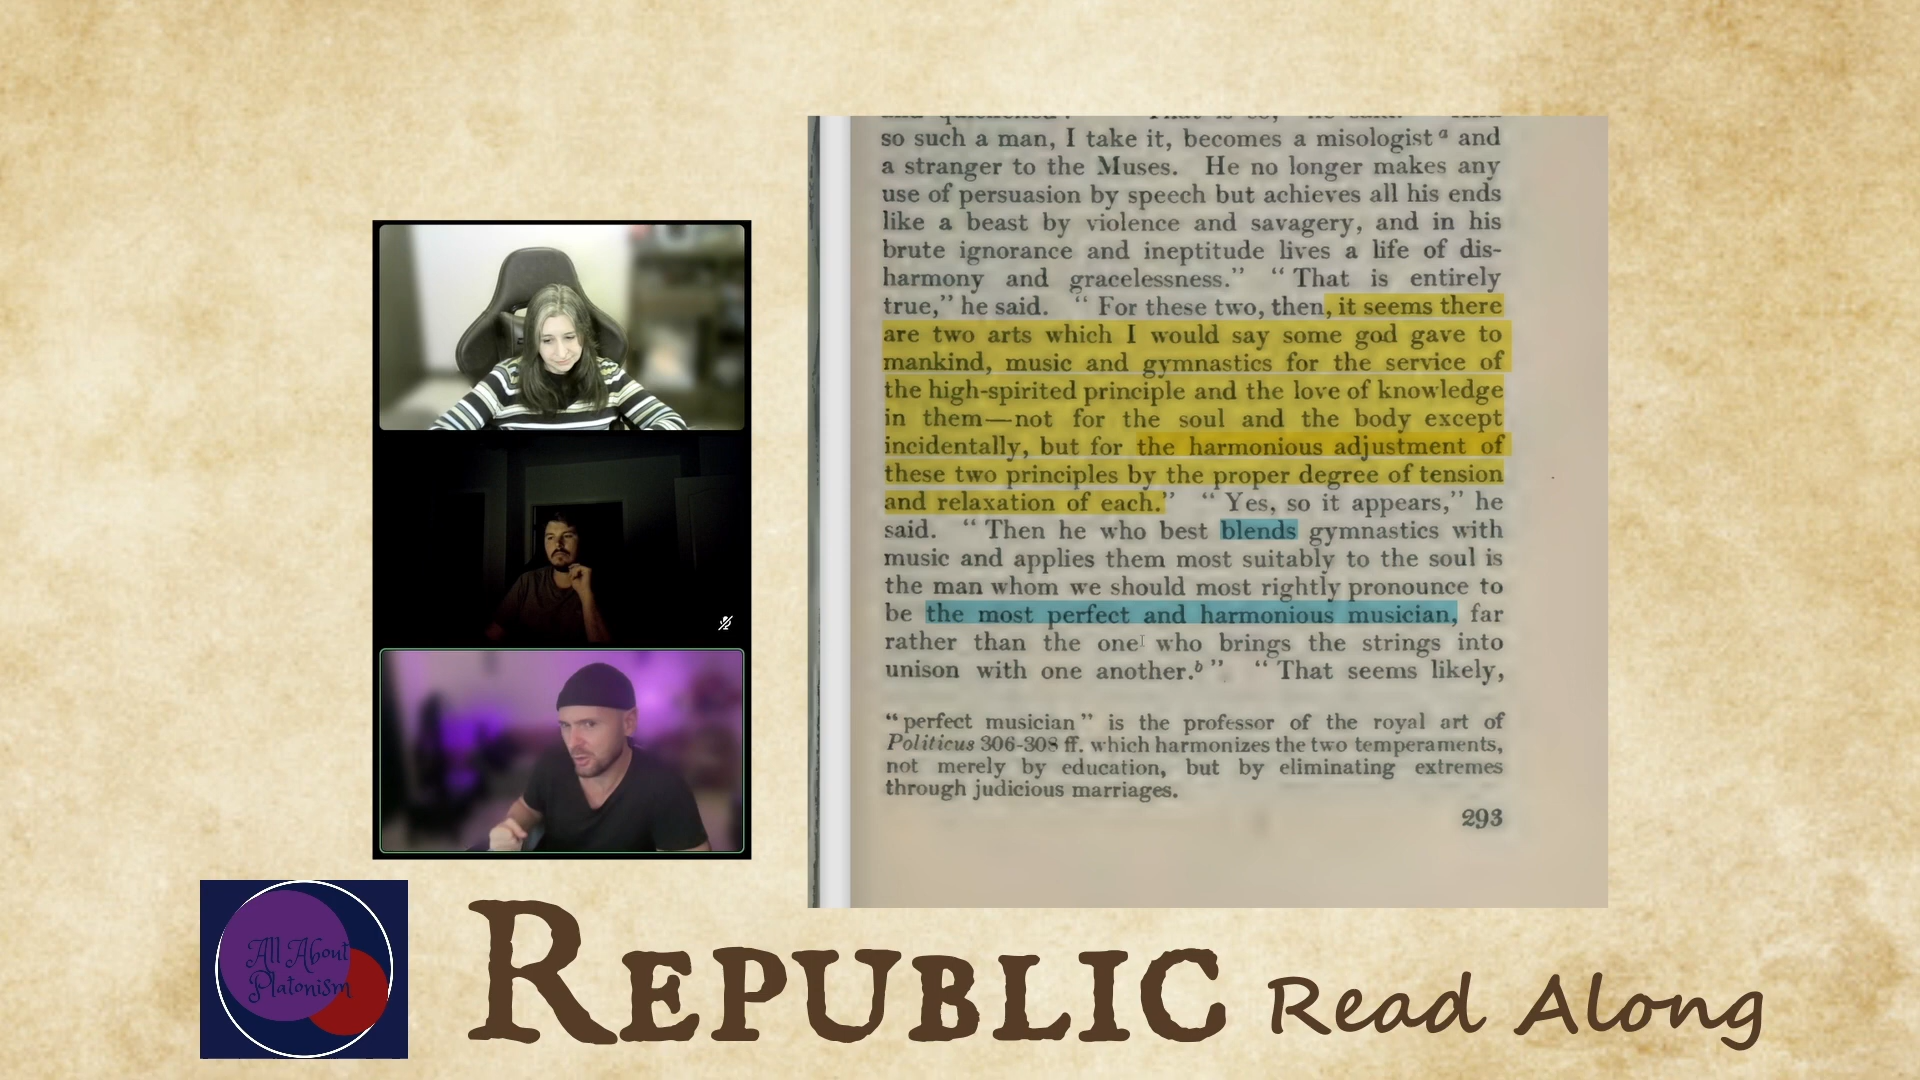 so such a man, I take it, becomes a misologist a and
a stranger to the Muses. He no longer makes any
use of persuasion by speech but achieves all his ends
like a beast by violence and savagery, and in his
brute ignorance and ineptitude lives a life of dis-
harmony and gracelessness.” “ That is entirely
true,” he said. “ For these two, then, it seems there
are two arts which I would say some god gave to
mankind, music and gymnastics for the service of
the high-spirited principle and the love of knowledge
in them—not for the soul and the body except
incidentally, but for the harmonious adjustment of
these two principles by the proper degree of tension
and relaxation of each.” “ Yes, so it appears,” he
said. “ Then he who best blends gymnastics with
music and applies them most suitably to the soul is
the man whom we should most rightly pronounce to
be the most perfect and harmonious musician, far
rather than the one who brings the strings into
unison with one another.b ” “ That seems likely,
“ perfect musician ” is the professor of the royal art of
Politicus 306-308 ff. which harmonizes the two temperaments,
not merely by education, but by eliminating extremes
through judicious marriages.
293
All About
Platonism
REPUBLIC Read Along